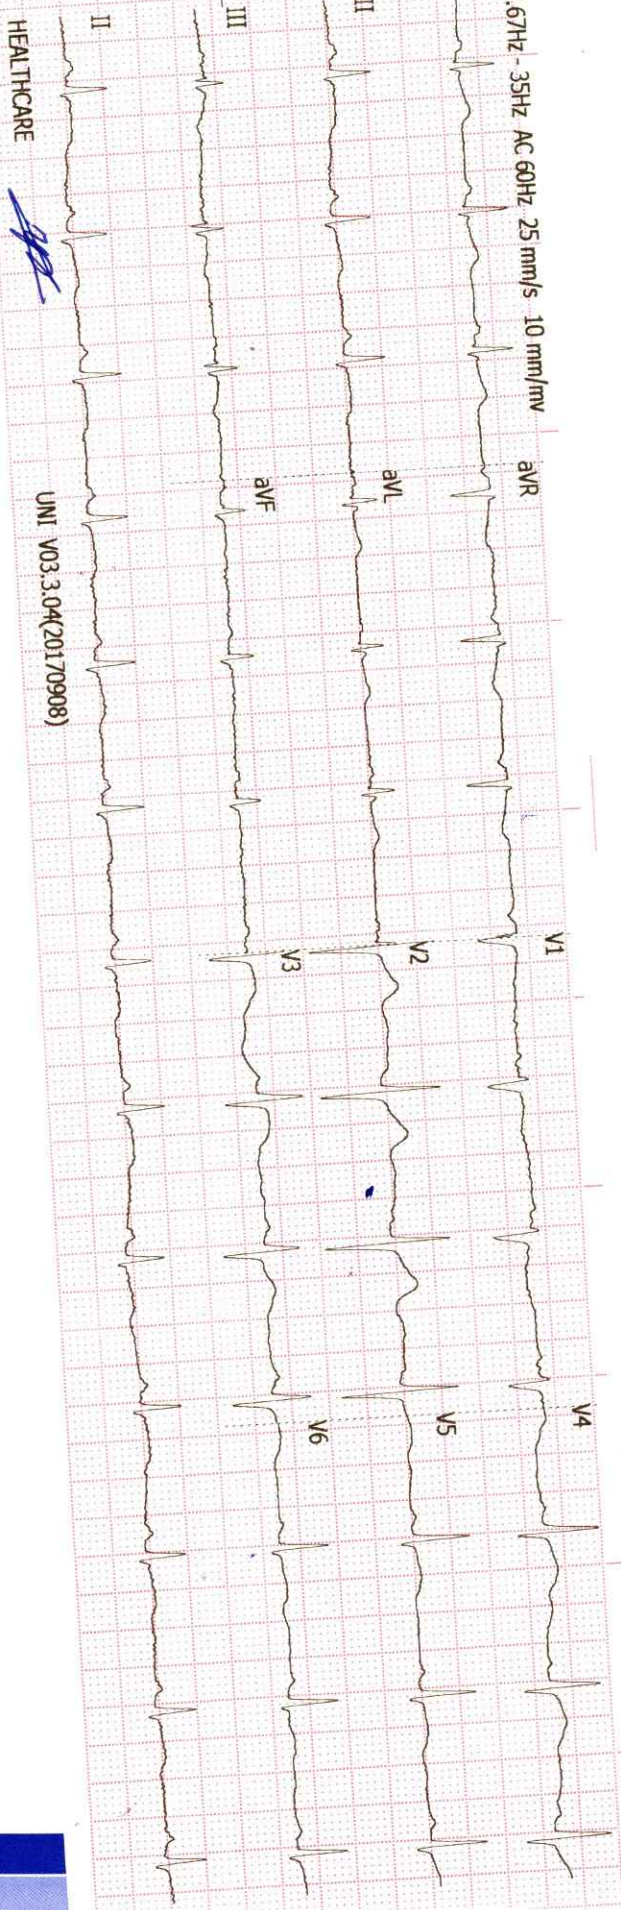 .67Hz - 35Hz AC 60Hz 25 mm/s 10 mm/mv
aVR
V1
V4
II
aVL
V2
V5
III
aVF
V3
V6
II
HEALTHCARE
UNI V03.3.04(20170908)